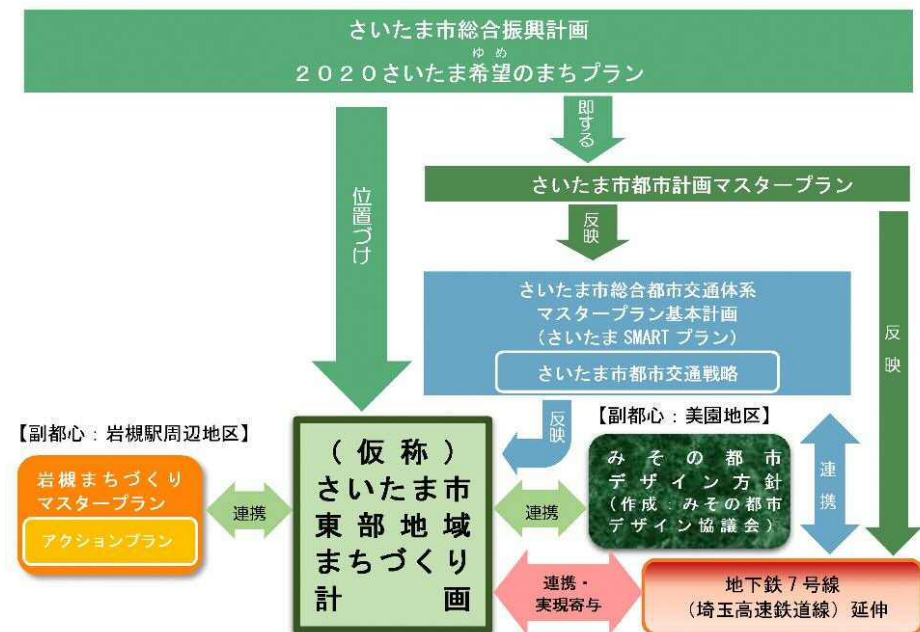 さいたま市総合振興計画
ゆめ
2020さいたま希望のまちプラン
即する
位置づけ
さいたま市都市計画マスタープラン
反映
反映
さいたま市総合都市交通体系
マスタープラン基本計画
(さいたま SMART プラン)
さいたま市都市交通戦略
反映
連携
【副都心：岩槻駅周辺地区】
岩槻まちづくり
マスタープラン
アクションプラン
連携
(仮称)
さいたま市
東部地域
まちづくり
計画
連携
【副都心：美園地区】
みその都市
デザイン方針
(作成：みその都市
デザイン協議会)
連携・
実現寄与
地下鉄7号線
(埼玉高速鉄道線)延伸